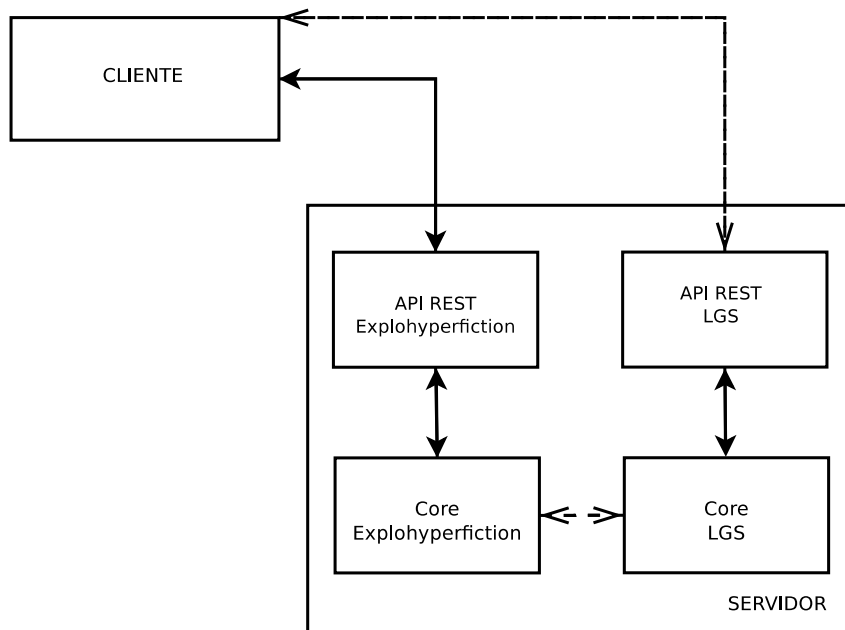 CLIENTE
API REST
Explohyperfiction
API REST
LGS
Core
Explohyperfiction
Core
LGS
SERVIDOR